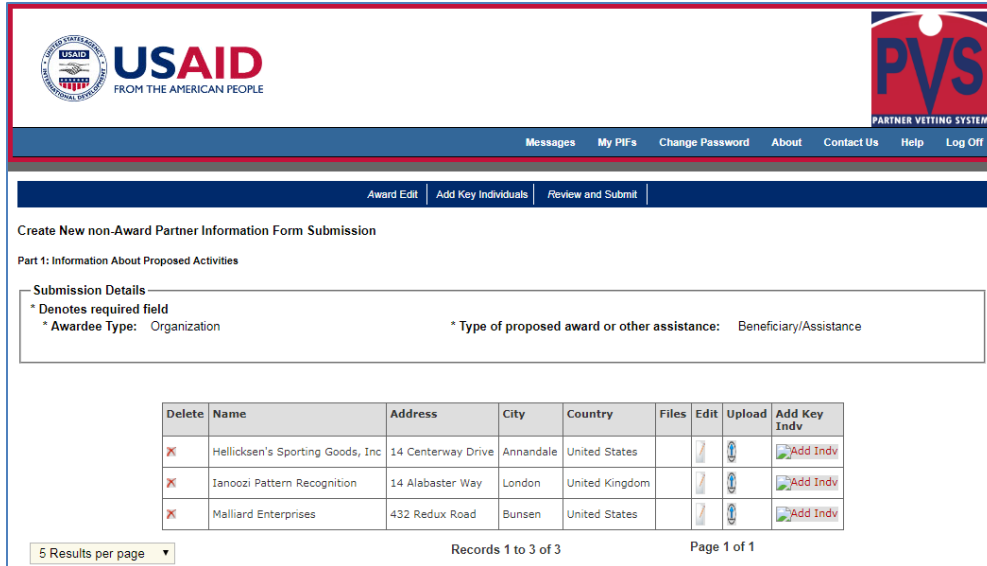 UNITED STATES AGENCY
USAID
INTERNATIONAL DEVELOPMENT
USAID
FROM THE AMERICAN PEOPLE
PVS
PARTNER VETTING SYSTEM
Messages My PIFs Change Password About Contact Us Help Log Off
Award Edit Add Key Individuals Review and Submit
Create New non-Award Partner Information Form Submission
Part 1: Information About Proposed Activities
Submission Details
* Denotes required field
* Awardee Type: Organization * Type of proposed award or other assistance: Beneficiary/Assistance
Delete Name Address City Country Files Edit Upload Add Key Indv
Hellicksen's Sporting Goods, Inc 14 Centerway Drive Annandale United States Add Indv
Ianoozi Pattern Recognition 14 Alabaster Way London United Kingdom Add Indv
Malliard Enterprises 432 Redux Road Bunsen United States Add Indv
5 Results per page Records 1 to 3 of 3 Page 1 of 1